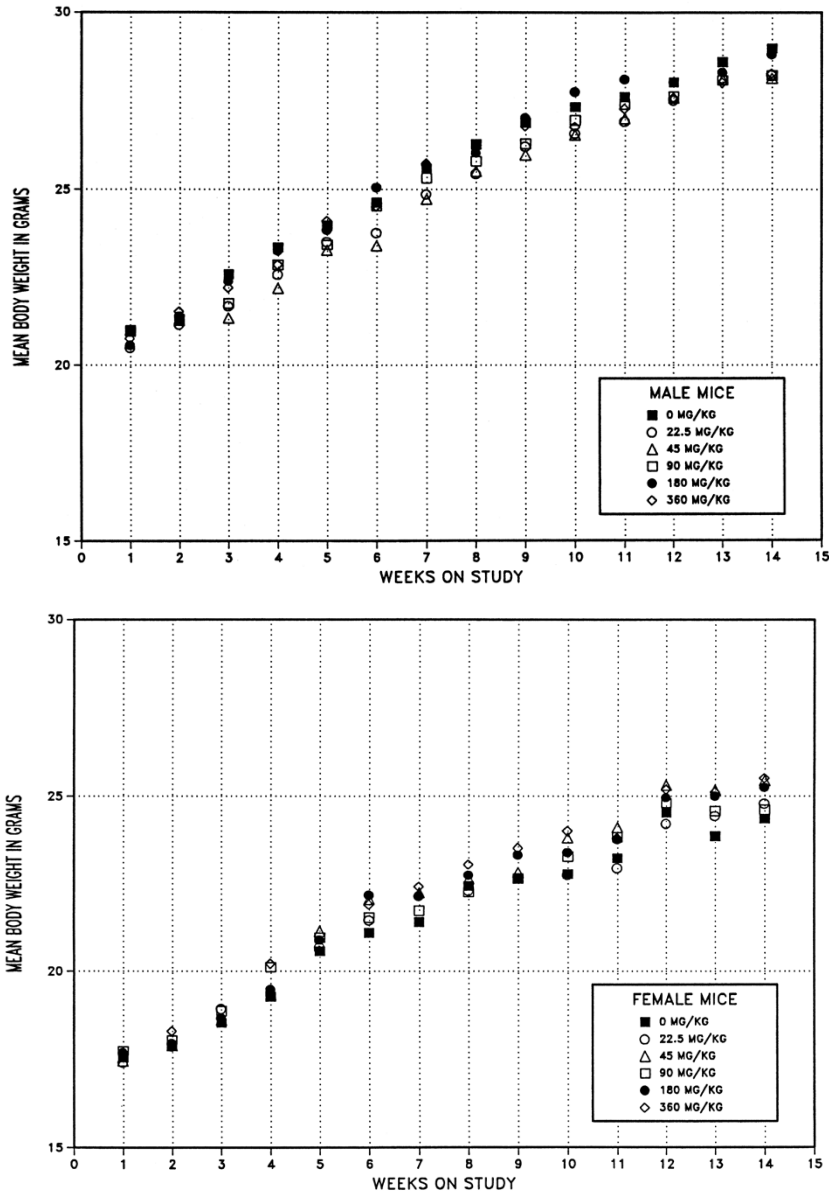 30
25
20
15
MEAN BODY WEIGHT IN GRAMS
MALE MICE
0 MG/KG
22.5 MG/KG
45 MG/KG
90 MG/KG
180 MG/KG
360 MG/KG
0 1 2 3 4 5 6 7 8 9 10 11 12 13 14 15
WEEKS ON STUDY
30
25
20
15
MEAN BODY WEIGHT IN GRAMS
FEMALE MICE
0 MG/KG
22.5 MG/KG
45 MG/KG
90 MG/KG
180 MG/KG
360 MG/KG
0 1 2 3 4 5 6 7 8 9 10 11 12 13 14 15
WEEKS ON STUDY